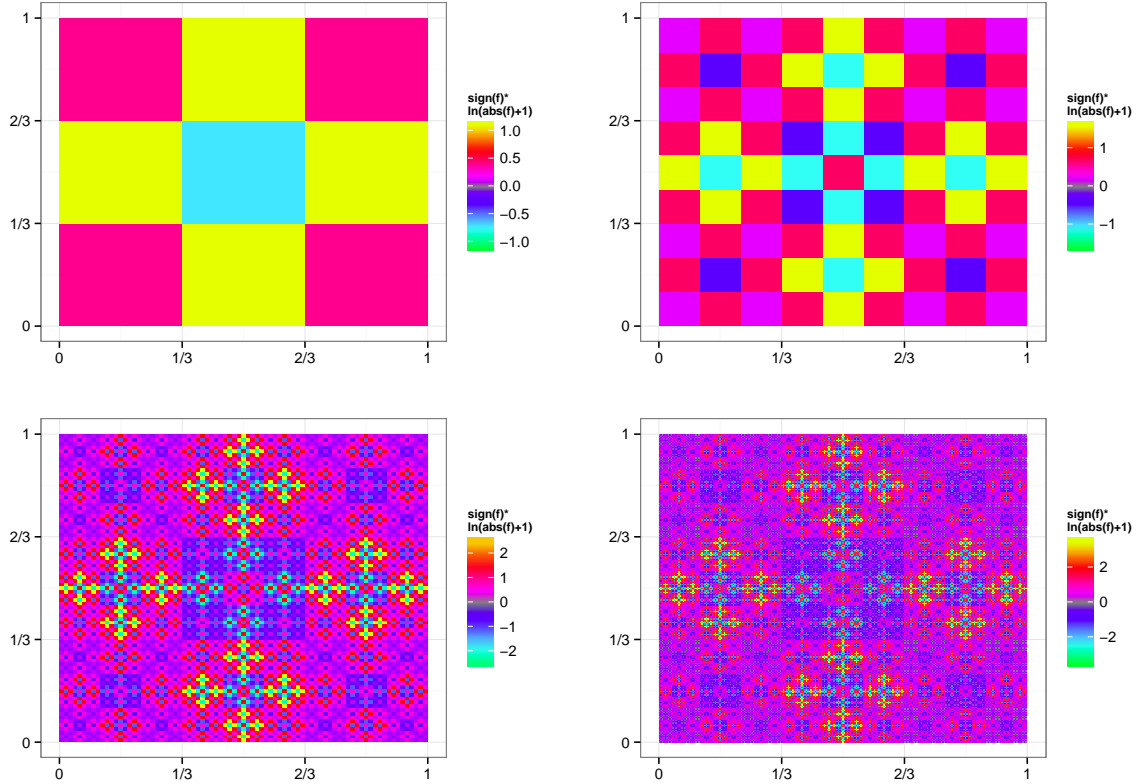 1
2/3
1/3
0
0 1/3 2/3 1
sign(f)*
ln(abs(f)+1)
1.0
0.5
0.0
−0.5
−1.0
1
2/3
1/3
0
0 1/3 2/3 1
sign(f)*
ln(abs(f)+1)
1
0
−1
1
2/3
1/3
0
0 1/3 2/3 1
sign(f)*
ln(abs(f)+1)
2
1
0
−1
−2
1
2/3
1/3
0
0 1/3 2/3 1
sign(f)*
ln(abs(f)+1)
2
0
−2